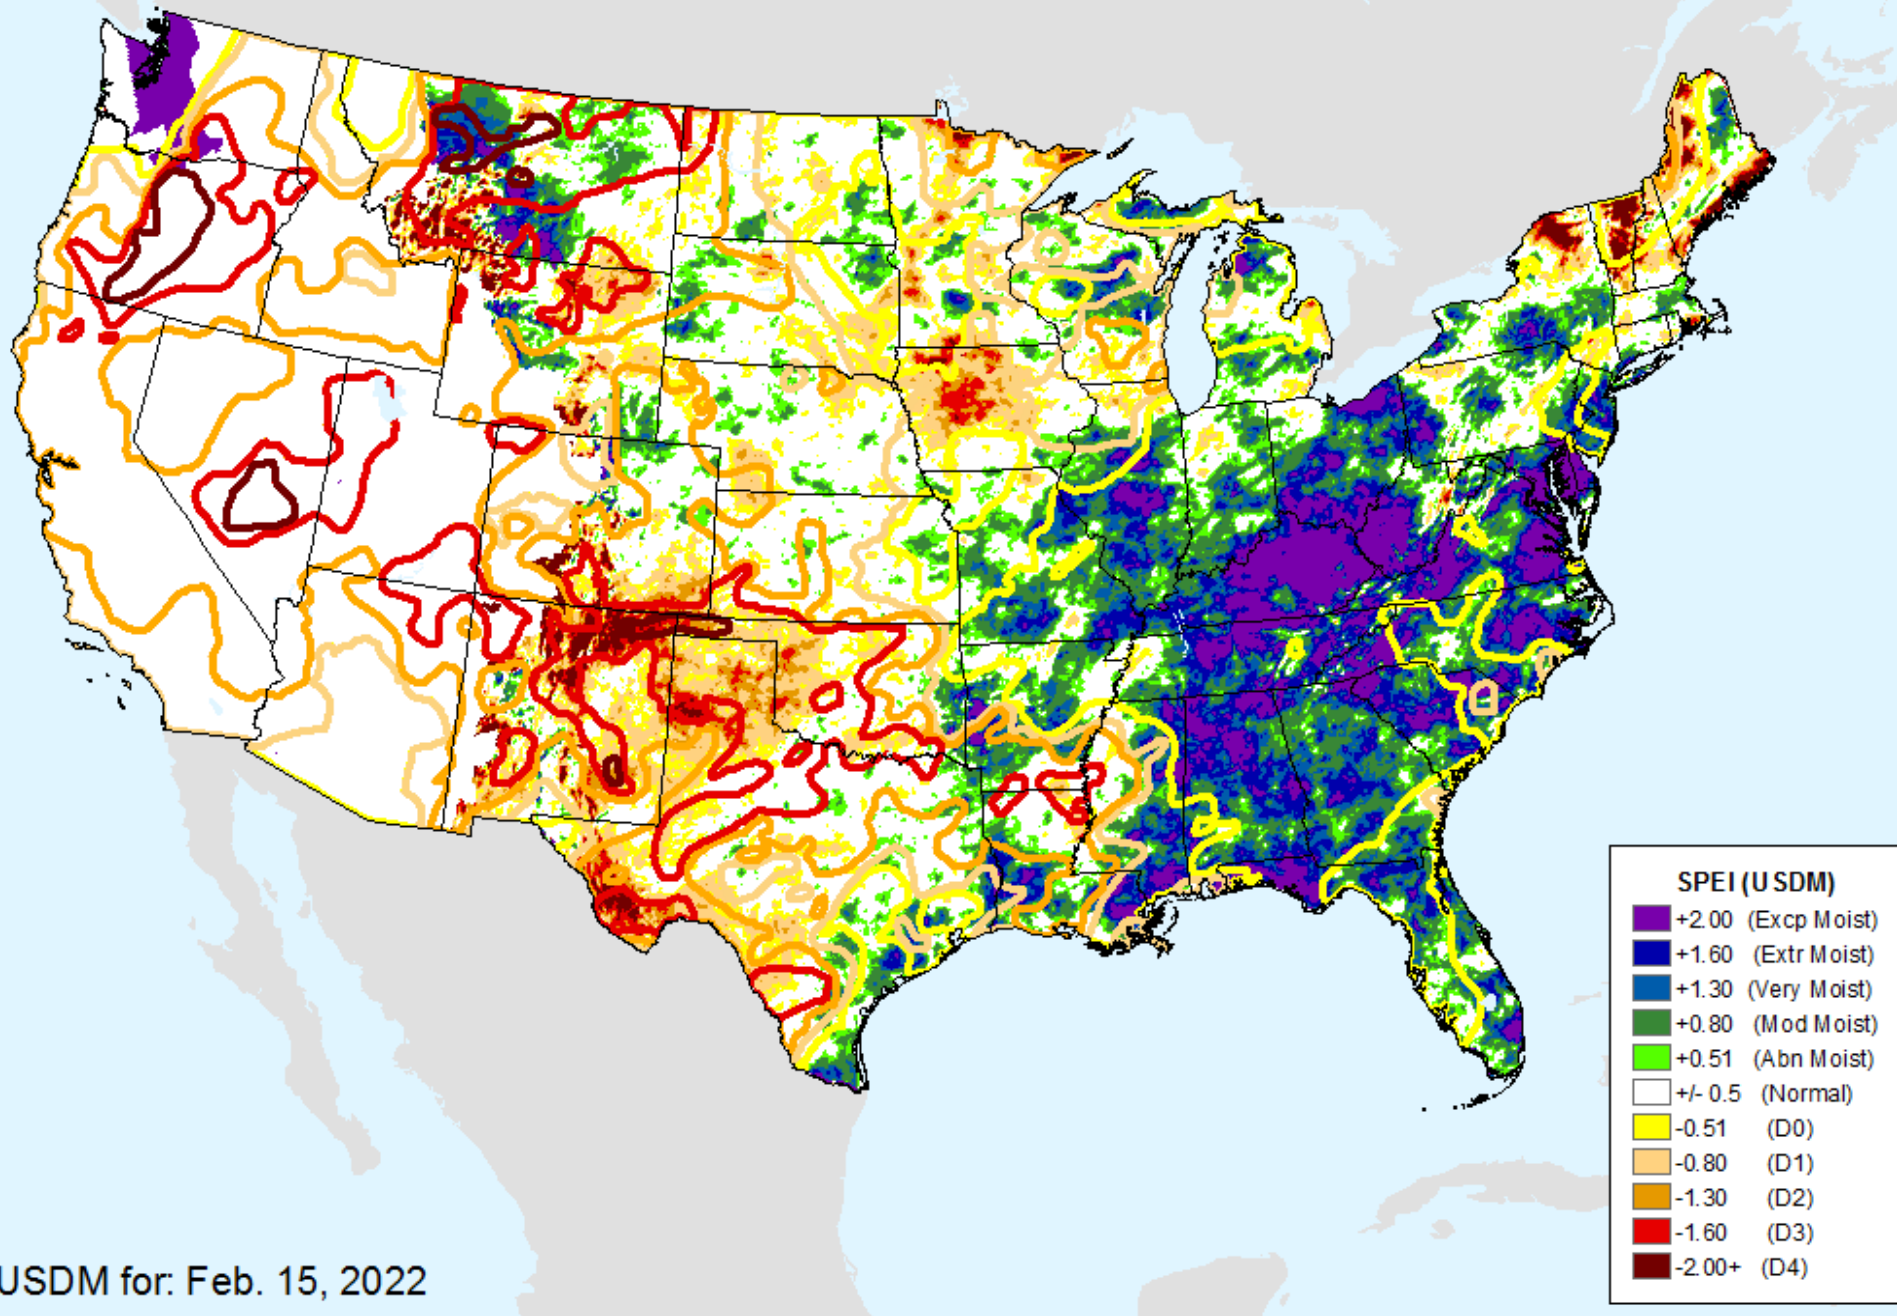 SPEI (USDM)
+2.00 (Excp Moist)
+1.60 (Extr Moist)
+1.30 (Very Moist)
+0.80 (Mod Moist)
+0.51 (Abn Moist)
+/- 0.5 (Normal)
-0.51 (D0)
-0.80 (D1)
-1.30 (D2)
-1.60 (D3)
-2.00+ (D4)
USDM for: Feb. 15, 2022